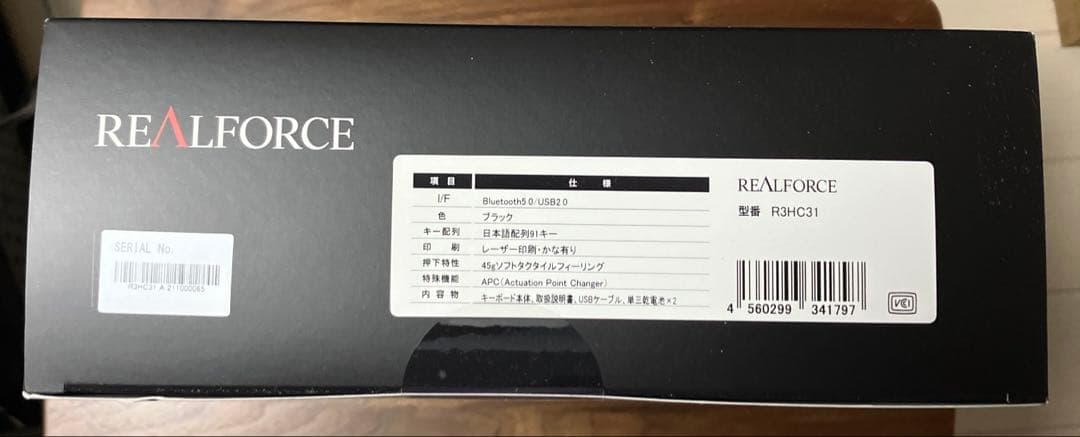 REALFORCE
SERIAL No.
R3HC31 A 211000065
項目 仕様
I/F Bluetooth5.0/USB2.0
色 ブラック
キー配列 日本語配列91キー
印刷 レーザー印刷・かな有り
押下特性 45gソフトタクタイルフィーリング
特殊機能 APC(Actuation Point Changer)
内容物 キーボード本体、取扱説明書、USBケーブル、単三乾電池×2
REALFORCE
型番 R3HC31
4 560299 341797
VCCI